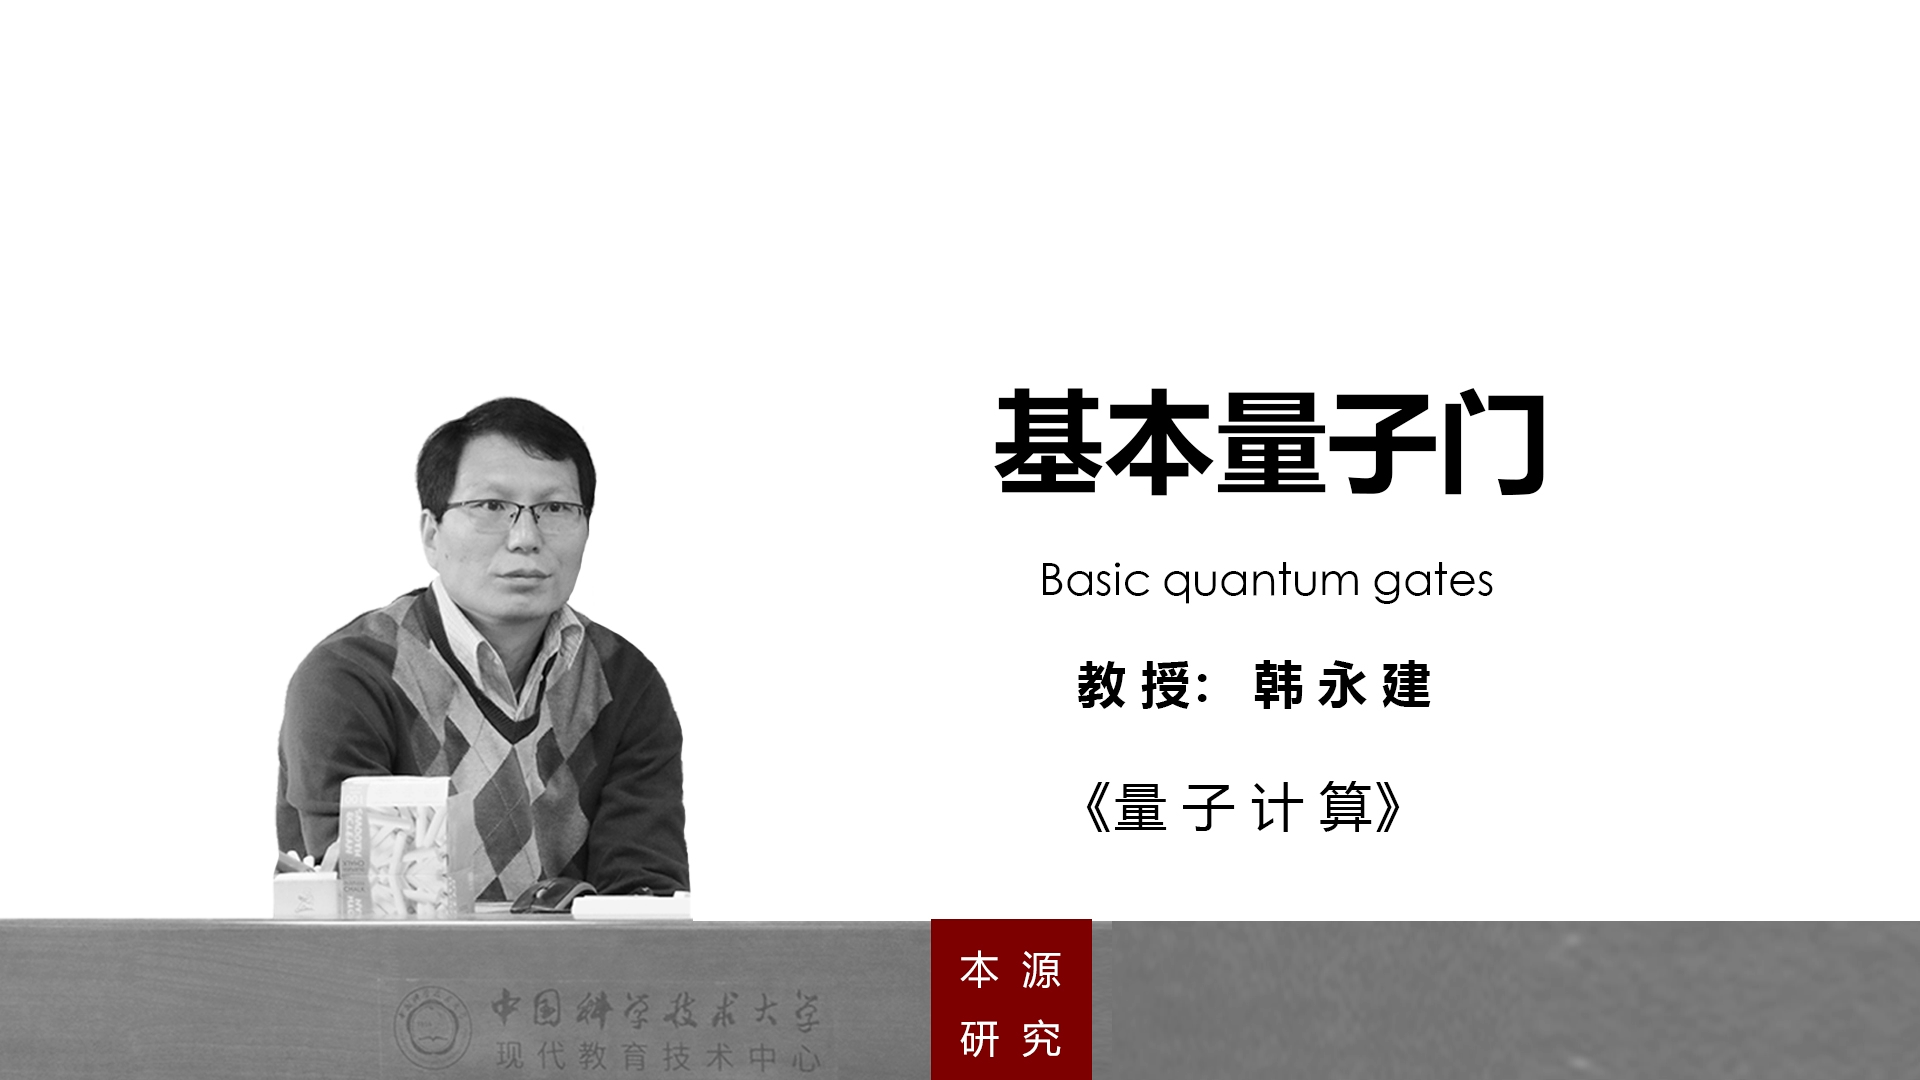 基本量子门
Basic quantum gates
教授： 韩永建
《量子计算》
本源
研究
中国科学技术大学
现代教育技术中心